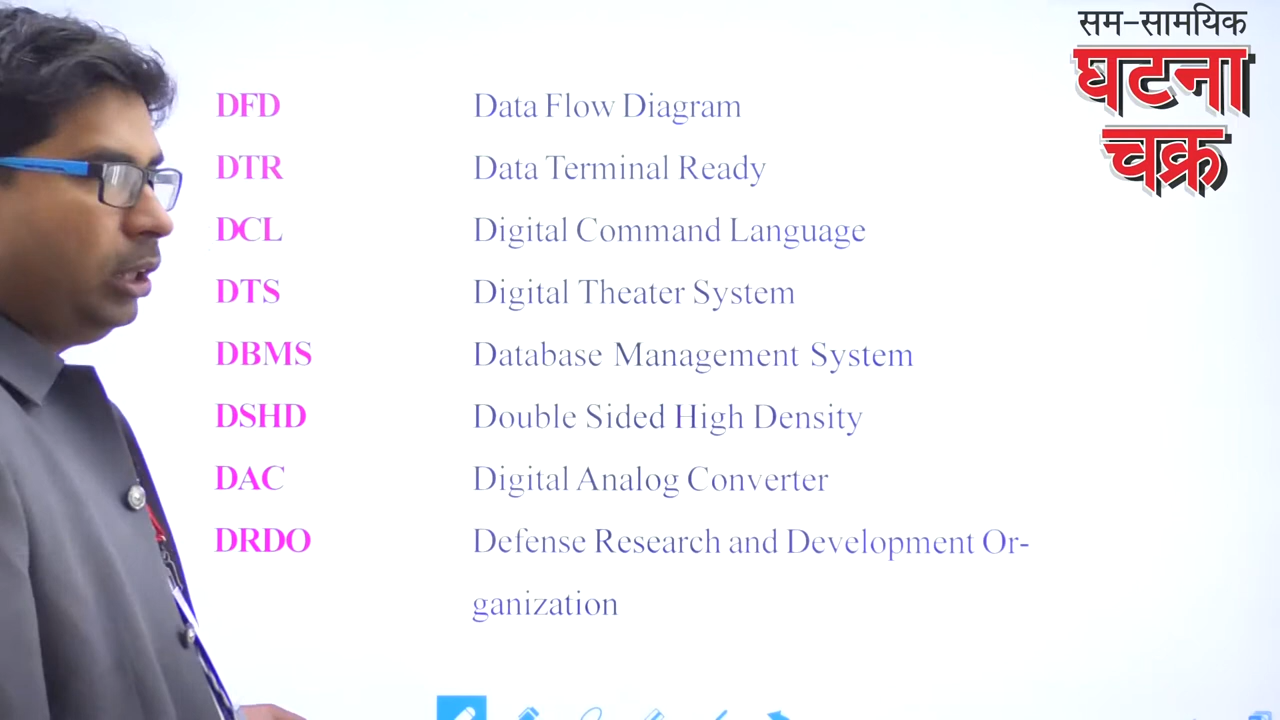 सम-सामयिक
घटना
चक्र
DFD Data Flow Diagram
DTR Data Terminal Ready
DCL Digital Command Language
DTS Digital Theater System
DBMS Database Management System
DSHD Double Sided High Density
DAC Digital Analog Converter
DRDO Defense Research and Development Or-
ganization